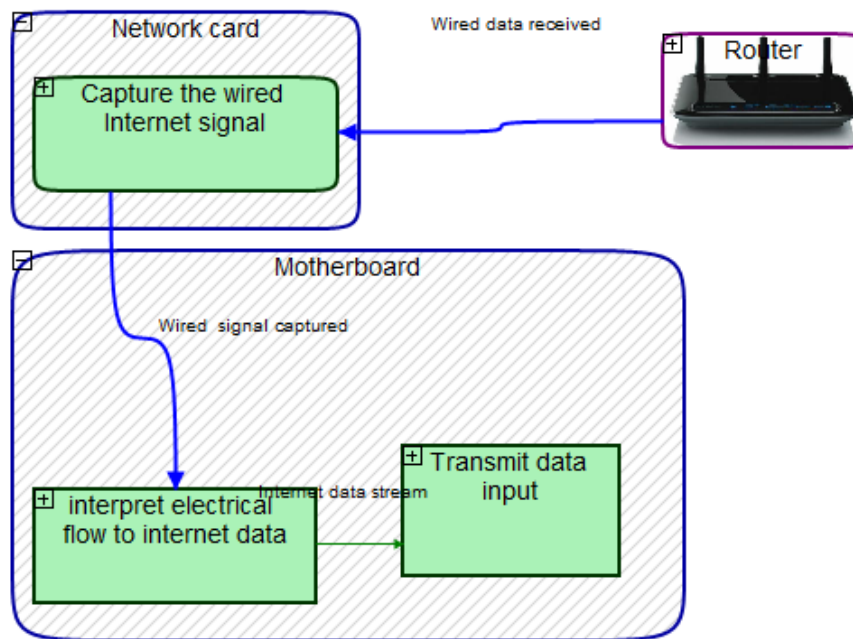 Network card
Wired data received
Router
Capture the wired
Internet signal
Motherboard
Wired signal captured
Transmit data
input
Internet data stream
interpret electrical
flow to internet data